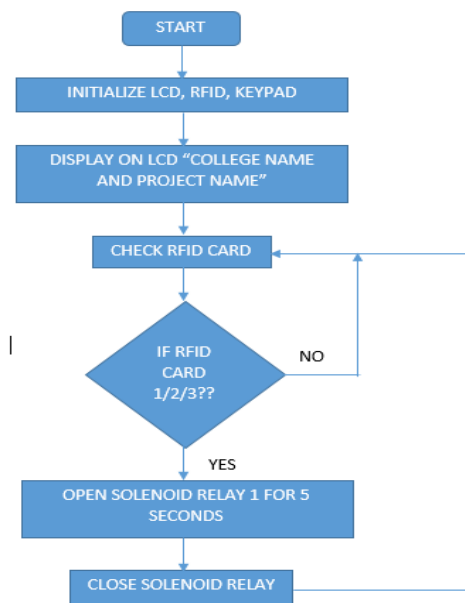 START
INITIALIZE LCD, RFID, KEYPAD
DISPLAY ON LCD “COLLEGE NAME
AND PROJECT NAME”
CHECK RFID CARD
IF RFID
CARD
1/2/3??
NO
YES
OPEN SOLENOID RELAY 1 FOR 5
SECONDS
CLOSE SOLENOID RELAY